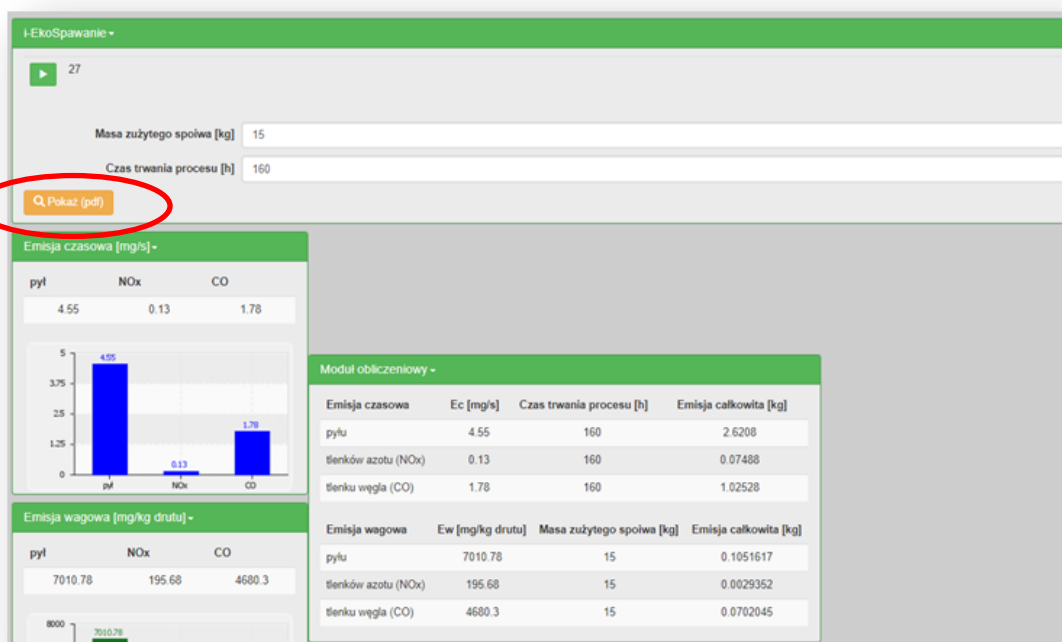 i-EkoSpawanie
27
Masa zużytego spoiwa [kg] 15
Czas trwania procesu [h] 160
Pokaż (pdf)
Emisja czasowa [mg/s]
pył NOx CO
4.55 0.13 1.78
5
3.75
2.5
1.25
0
4.55
0.13
1.78
pył NOx CO
Emisja wagowa [mg/kg drutu]
pył NOx CO
7010.78 195.68 4680.3
8000
7010.78
Moduł obliczeniowy
Emisja czasowa Ec [mg/s] Czas trwania procesu [h] Emisja całkowita [kg]
pyłu 4.55 160 2.6208
tlenków azotu (NOx) 0.13 160 0.07488
tlenku węgla (CO) 1.78 160 1.02528
Emisja wagowa Ew [mg/kg drutu] Masa zużytego spoiwa [kg] Emisja całkowita [kg]
pyłu 7010.78 15 0.1051617
tlenków azotu (NOx) 195.68 15 0.0029352
tlenku węgla (CO) 4680.3 15 0.0702045